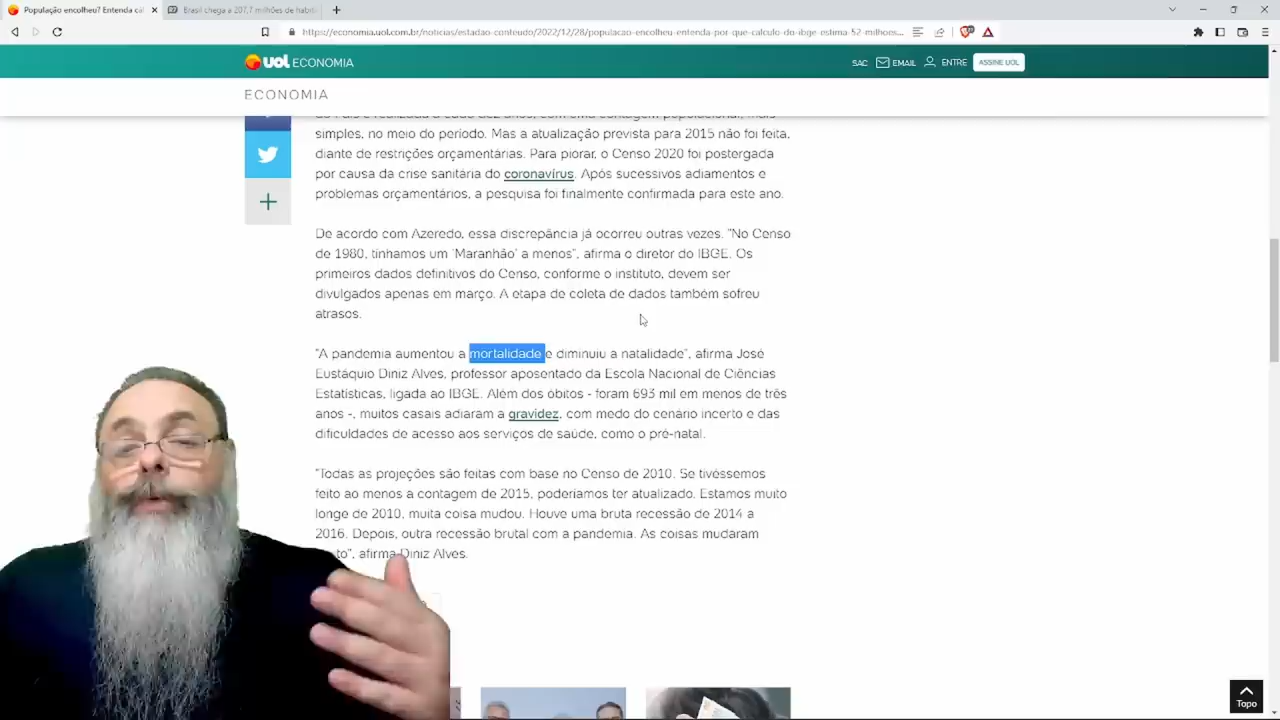 População encolheu? Entenda cál
Brasil chega a 207,7 milhões de habit
https://economia.uol.com.br/noticias/estadao-conteudo/2022/12/28/populacao-encolheu-entenda-por-que-calculo-do-ibge-estima-52-milhoes...
UOL ECONOMIA
SAC
EMAIL
ENTRE
ASSINE UOL
ECONOMIA
simples, no meio do período. Mas a atualização prevista para 2015 não foi feita,
diante de restrições orçamentárias. Para piorar, o Censo 2020 foi postergada
por causa da crise sanitária do coronavírus. Após sucessivos adiamentos e
problemas orçamentários, a pesquisa foi finalmente confirmada para este ano.
De acordo com Azeredo, essa discrepância já ocorreu outras vezes. "No Censo
de 1980, tínhamos um 'Maranhão' a menos", afirma o diretor do IBGE. Os
primeiros dados definitivos do Censo, conforme o instituto, devem ser
divulgados apenas em março. A etapa de coleta de dados também sofreu
atrasos.
"A pandemia aumentou a mortalidade e diminuiu a natalidade", afirma José
Eustáquio Diniz Alves, professor aposentado da Escola Nacional de Ciências
Estatísticas, ligada ao IBGE. Além dos óbitos - foram 693 mil em menos de três
anos -, muitos casais adiaram a gravidez, com medo do cenário incerto e das
dificuldades de acesso aos serviços de saúde, como o pré-natal.
"Todas as projeções são feitas com base no Censo de 2010. Se tivéssemos
feito ao menos a contagem de 2015, poderíamos ter atualizado. Estamos muito
longe de 2010, muita coisa mudou. Houve uma bruta recessão de 2014 a
2016. Depois, outra recessão brutal com a pandemia. As coisas mudaram
to", afirma Diniz Alves.
Topo